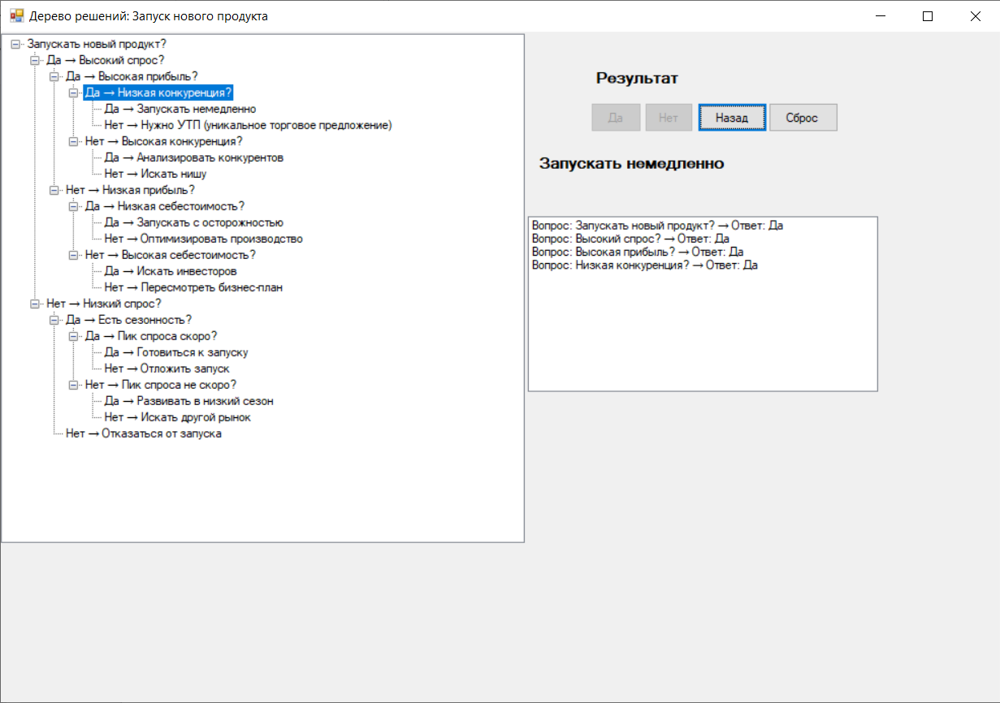 Дерево решений: Запуск нового продукта
Запускать новый продукт?
Да → Высокий спрос?
Да → Высокая прибыль?
Да → Низкая конкуренция?
Да → Запускать немедленно
Нет → Нужно УТП (уникальное торговое предложение)
Нет → Высокая конкуренция?
Да → Анализировать конкурентов
Нет → Искать нишу
Нет → Низкая прибыль?
Да → Низкая себестоимость?
Да → Запускать с осторожностью
Нет → Оптимизировать производство
Нет → Высокая себестоимость?
Да → Искать инвесторов
Нет → Пересмотреть бизнес-план
Нет → Низкий спрос?
Да → Есть сезонность?
Да → Пик спроса скоро?
Да → Готовиться к запуску
Нет → Отложить запуск
Нет → Пик спроса не скоро?
Да → Развивать в низкий сезон
Нет → Искать другой рынок
Нет → Отказаться от запуска
Результат
Да Нет Назад Сброс
Запускать немедленно
Вопрос: Запускать новый продукт? → Ответ: Да
Вопрос: Высокий спрос? → Ответ: Да
Вопрос: Высокая прибыль? → Ответ: Да
Вопрос: Низкая конкуренция? → Ответ: Да